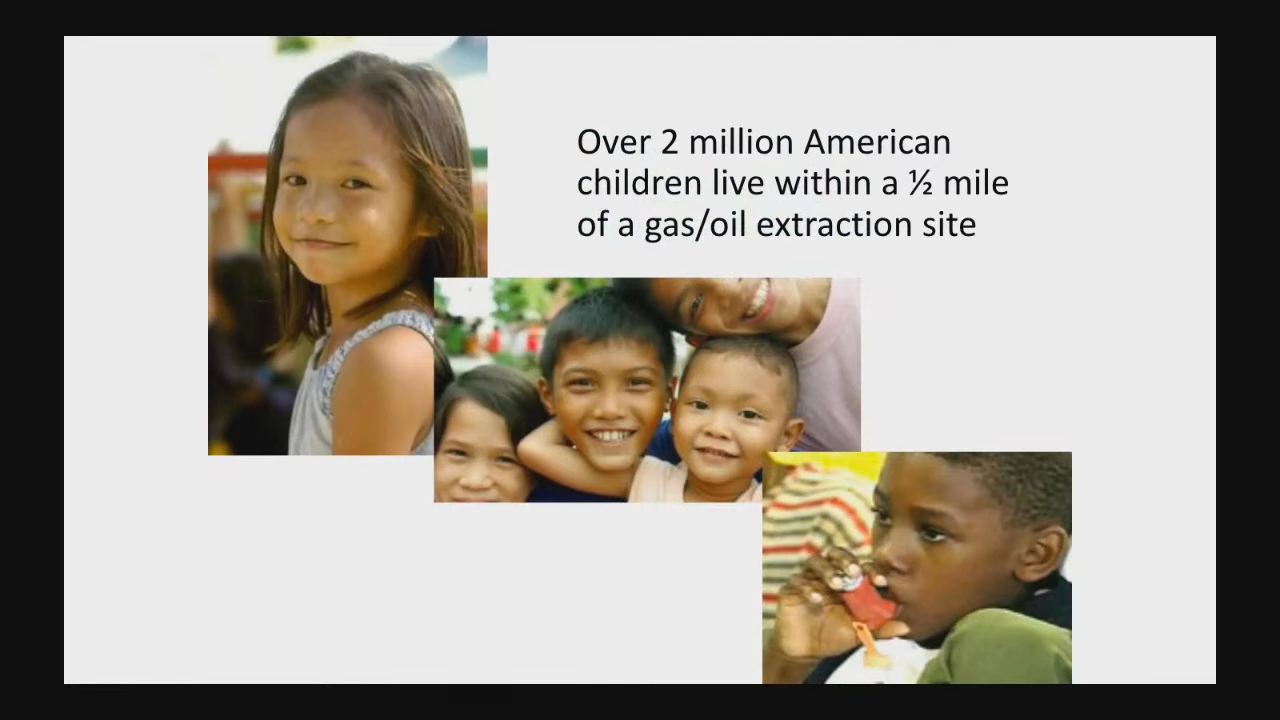 Over 2 million American
children live within a ½ mile
of a gas/oil extraction site